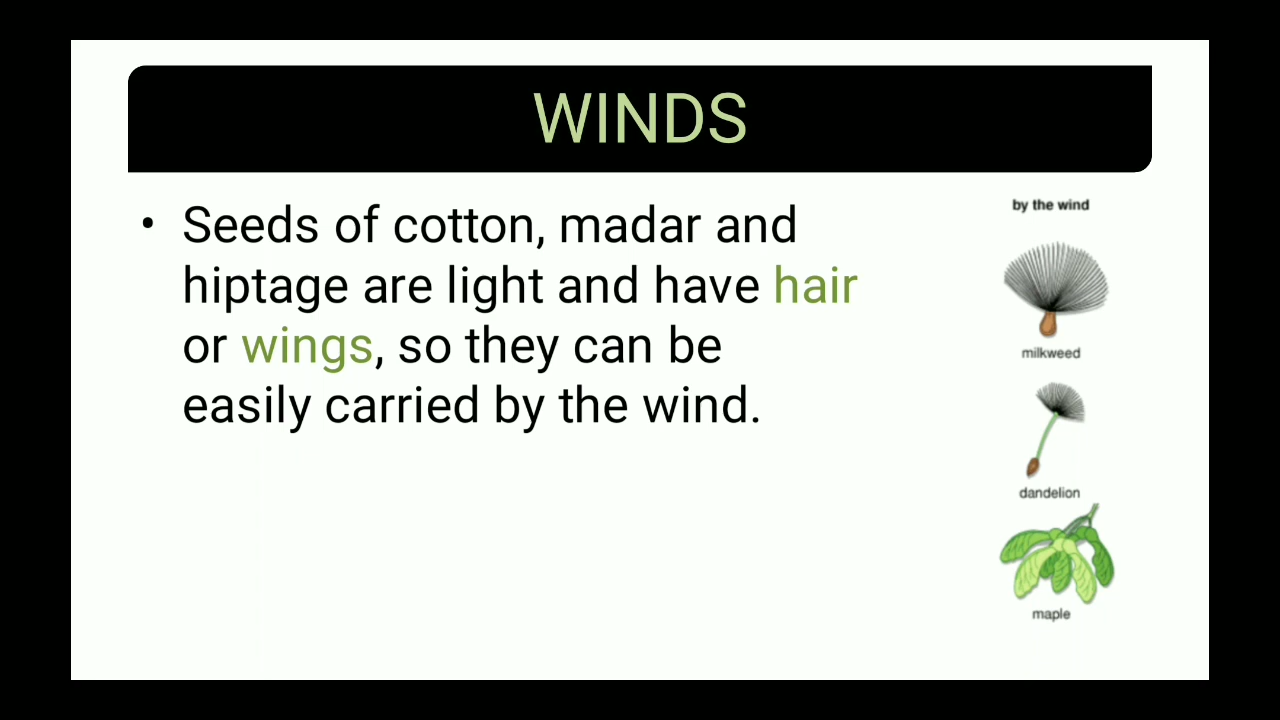 WINDS
• Seeds of cotton, madar and
hiptage are light and have hair
or wings, so they can be
easily carried by the wind.
by the wind
milkweed
dandelion
maple